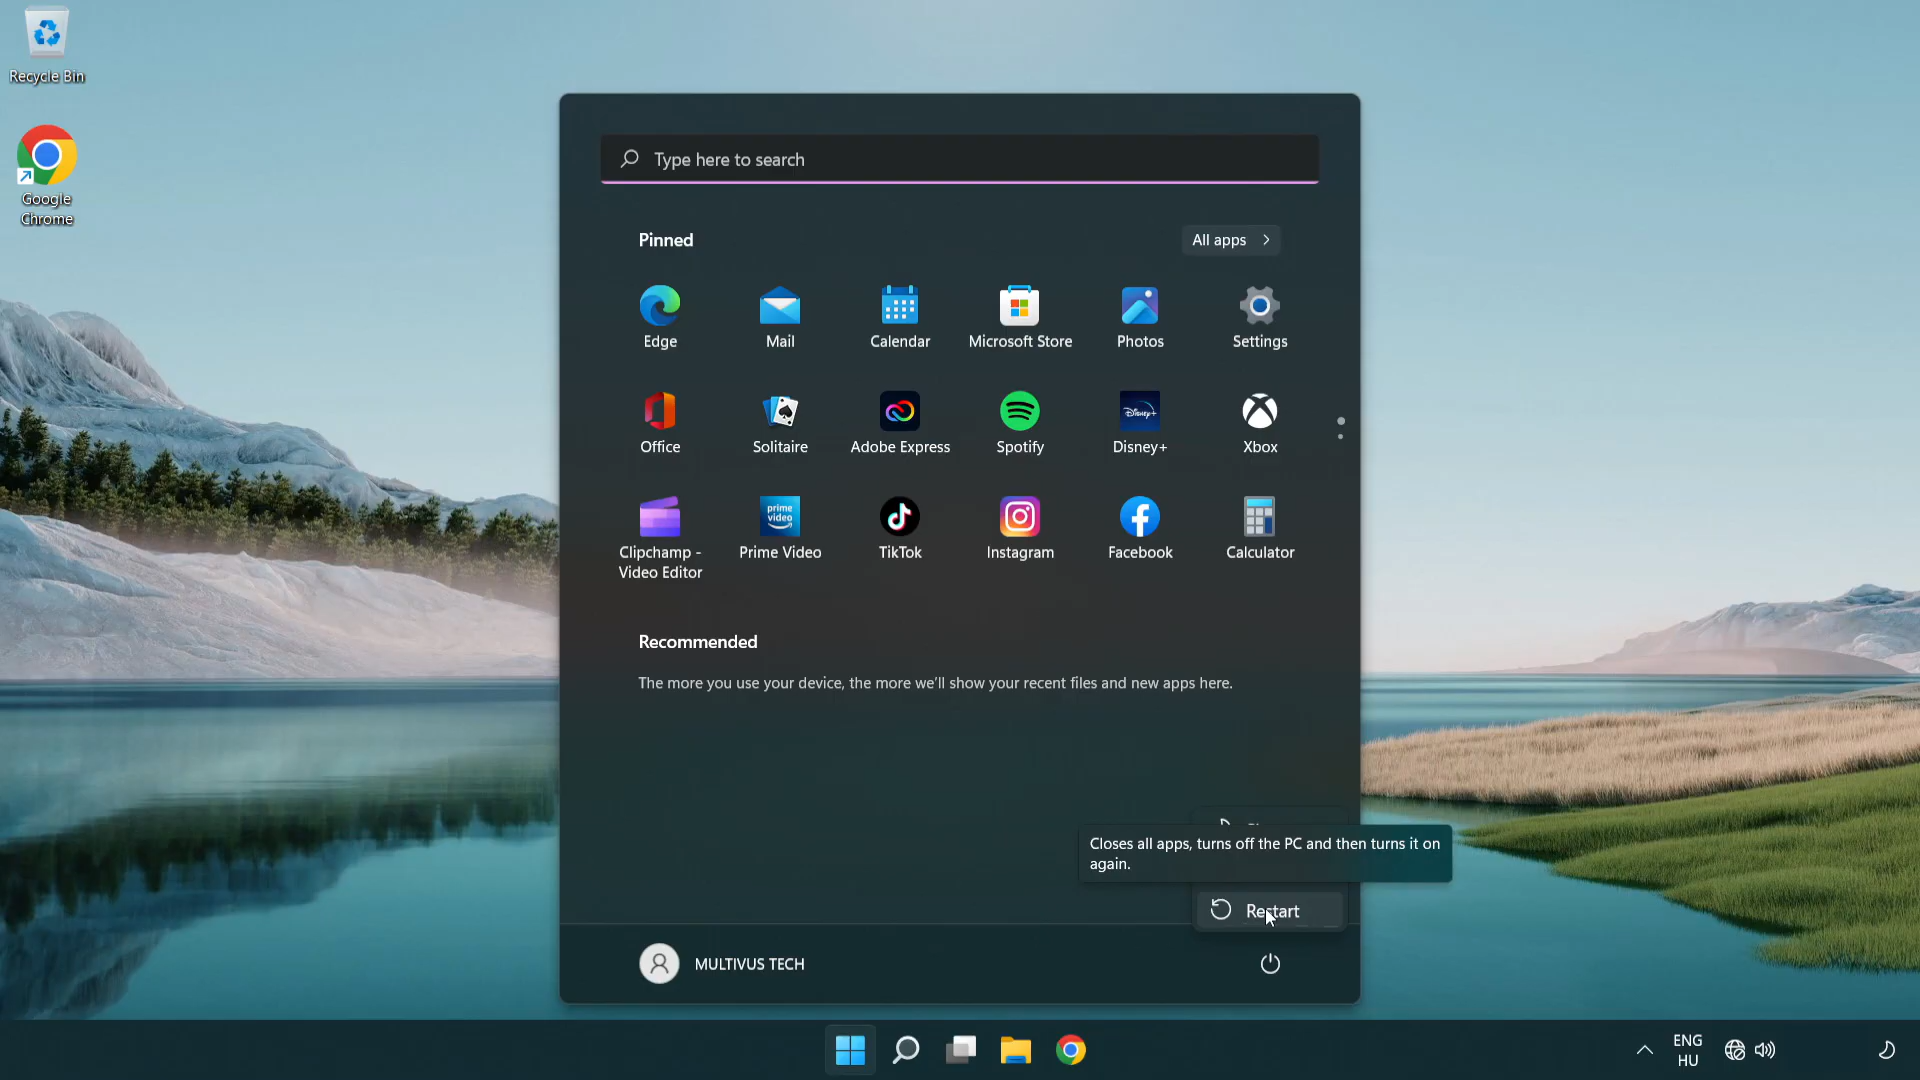 Recycle Bin
Google
Chrome
Type here to search
Pinned
All apps
Edge
Mail
Calendar
Microsoft Store
Photos
Settings
Office
Solitaire
Adobe Express
Spotify
Disney+
Disney+
Xbox
prime
video
Clipchamp -
Video Editor
Prime Video
TikTok
Instagram
Facebook
Calculator
Recommended
The more you use your device, the more we'll show your recent files and new apps here.
Closes all apps, turns off the PC and then turns it on
again.
Restart
MULTIVUS TECH
ENG
HU